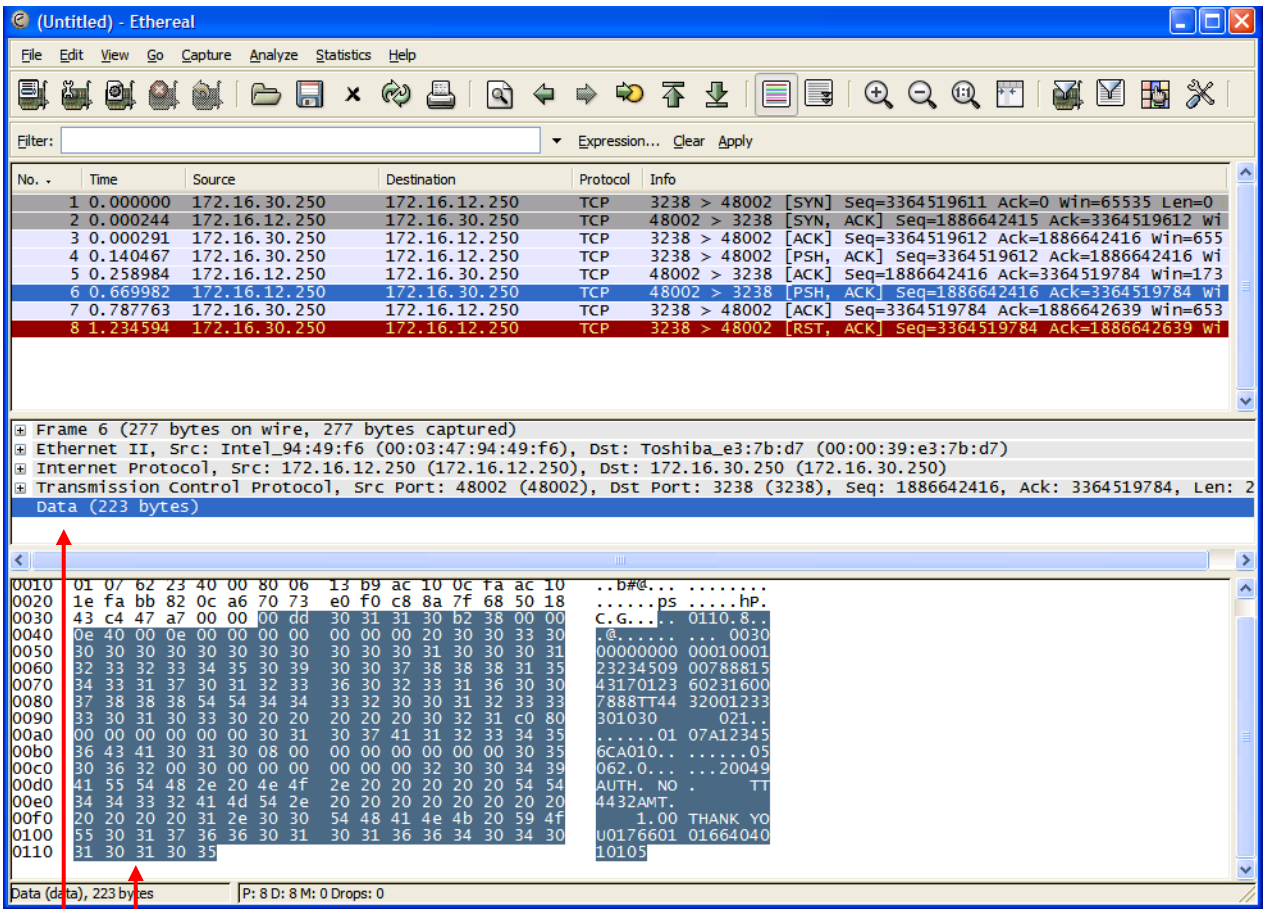 (Untitled) - Ethereal
File Edit View Go Capture Analyze Statistics Help
Filter: Expression... Clear Apply
No. Time Source Destination Protocol Info
1 0.000000 172.16.30.250 172.16.12.250 TCP 3238 > 48002 [SYN] Seq=3364519611 Ack=0 Win=65535 Len=0
2 0.000244 172.16.12.250 172.16.30.250 TCP 48002 > 3238 [SYN, ACK] Seq=1886642415 Ack=3364519612 Wi
3 0.000291 172.16.30.250 172.16.12.250 TCP 3238 > 48002 [ACK] Seq=3364519612 Ack=1886642416 Win=655
4 0.140467 172.16.30.250 172.16.12.250 TCP 3238 > 48002 [PSH, ACK] Seq=3364519612 Ack=1886642416 Wi
5 0.258984 172.16.12.250 172.16.30.250 TCP 48002 > 3238 [ACK] Seq=1886642416 Ack=3364519784 Win=173
6 0.669982 172.16.12.250 172.16.30.250 TCP 48002 > 3238 [PSH, ACK] Seq=1886642416 Ack=3364519784 Wi
7 0.787763 172.16.30.250 172.16.12.250 TCP 3238 > 48002 [ACK] Seq=3364519784 Ack=1886642639 Win=653
8 1.234594 172.16.30.250 172.16.12.250 TCP 3238 > 48002 [RST, ACK] Seq=3364519784 Ack=1886642639 Wi
Frame 6 (277 bytes on wire, 277 bytes captured)
Ethernet II, Src: Intel_94:49:f6 (00:03:47:94:49:f6), Dst: Toshiba_e3:7b:d7 (00:00:39:e3:7b:d7)
Internet Protocol, Src: 172.16.12.250 (172.16.12.250), Dst: 172.16.30.250 (172.16.30.250)
Transmission Control Protocol, Src Port: 48002 (48002), Dst Port: 3238 (3238), Seq: 1886642416, Ack: 3364519784, Len: 2
Data (223 bytes)
0010 01 07 62 23 40 00 80 06 13 b9 ac 10 0c fa ac 10 ..b#@... ........
0020 1e fa bb 82 0c a6 70 73 e0 f0 c8 8a 7f 68 50 18 ......ps .....hP.
0030 43 c4 47 a7 00 00 00 dd 30 31 31 30 b2 38 00 00 C.G..... 0110.8..
0040 0e 40 00 0e 00 00 00 00 00 00 00 20 30 30 33 30 .@...... ... 0030
0050 30 30 30 30 30 30 30 30 30 30 30 31 30 30 30 31 00000000 00010001
0060 32 33 32 33 34 35 30 39 30 30 37 38 38 38 31 35 23234509 00788815
0070 34 33 31 37 30 31 32 33 36 30 32 33 31 36 30 30 43170123 60231600
0080 37 38 38 38 54 54 34 34 33 32 30 30 31 32 33 33 7888TT44 32001233
0090 33 30 31 30 33 30 20 20 20 20 20 30 32 31 c0 80 301030 021..
00a0 00 00 00 00 00 00 30 31 30 37 41 31 32 33 34 35 ......01 07A12345
00b0 36 43 41 30 31 30 08 00 00 00 00 00 00 00 30 35 6CA010.. ......05
00c0 30 36 32 00 30 00 00 00 00 00 00 32 30 30 34 39 062.0... ...20049
00d0 41 55 54 48 2e 20 4e 4f 2e 20 20 20 20 20 54 54 AUTH. NO . TT
00e0 34 34 33 32 41 4d 54 2e 20 20 20 20 20 20 20 20 4432AMT.
00f0 20 20 20 20 31 2e 30 30 54 48 41 4e 4b 20 59 4f 1.00 THANK YO
0100 55 30 31 37 36 36 30 31 30 31 36 36 34 30 34 30 U0176601 01664040
0110 31 30 31 30 35 10105
Data (data), 223 bytes P: 8 D: 8 M: 0 Drops: 0